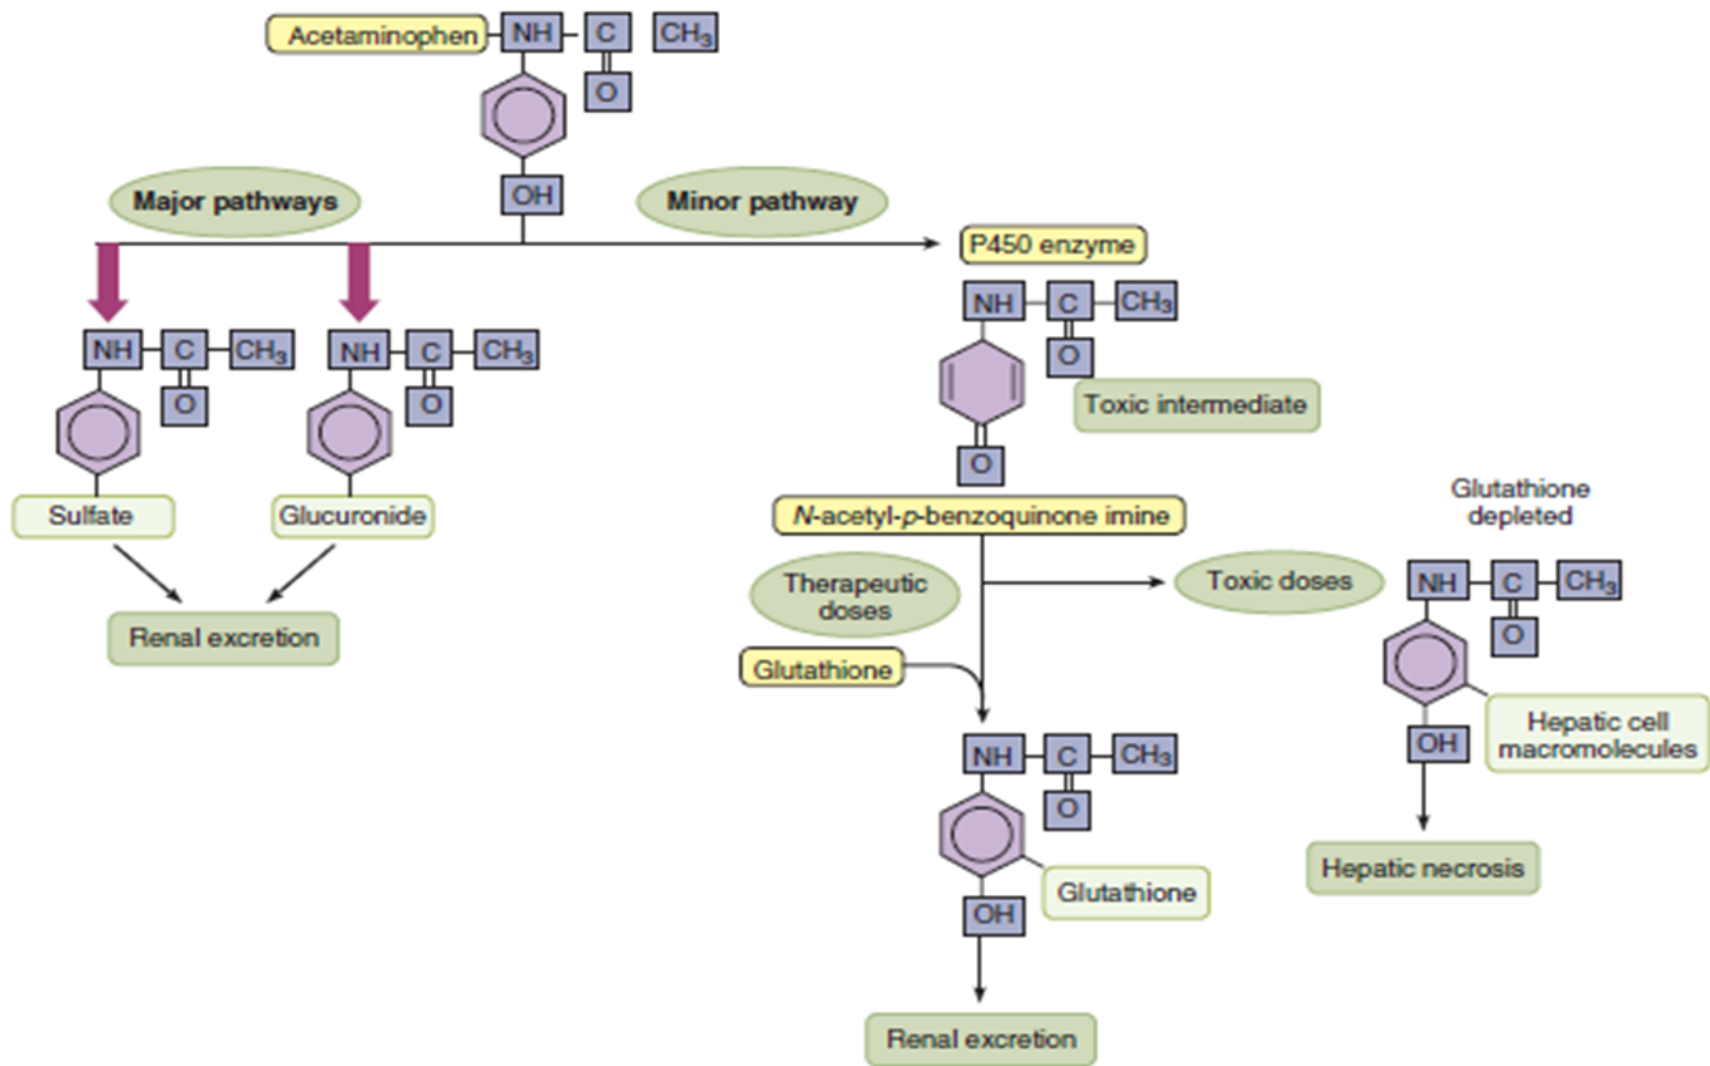 Acetaminophen NH C CH3
O
OH
Major pathways
Minor pathway
P450 enzyme
NH C CH3
O
Toxic intermediate
O
N-acetyl-p-benzoquinone imine
NH C CH3
O
Sulfate
NH C CH3
O
Glucuronide
Renal excretion
Therapeutic
doses
Toxic doses
Glutathione
NH C CH3
O
Glutathione
OH
Renal excretion
Glutathione
depleted
NH C CH3
O
Hepatic cell
macromolecules
OH
Hepatic necrosis